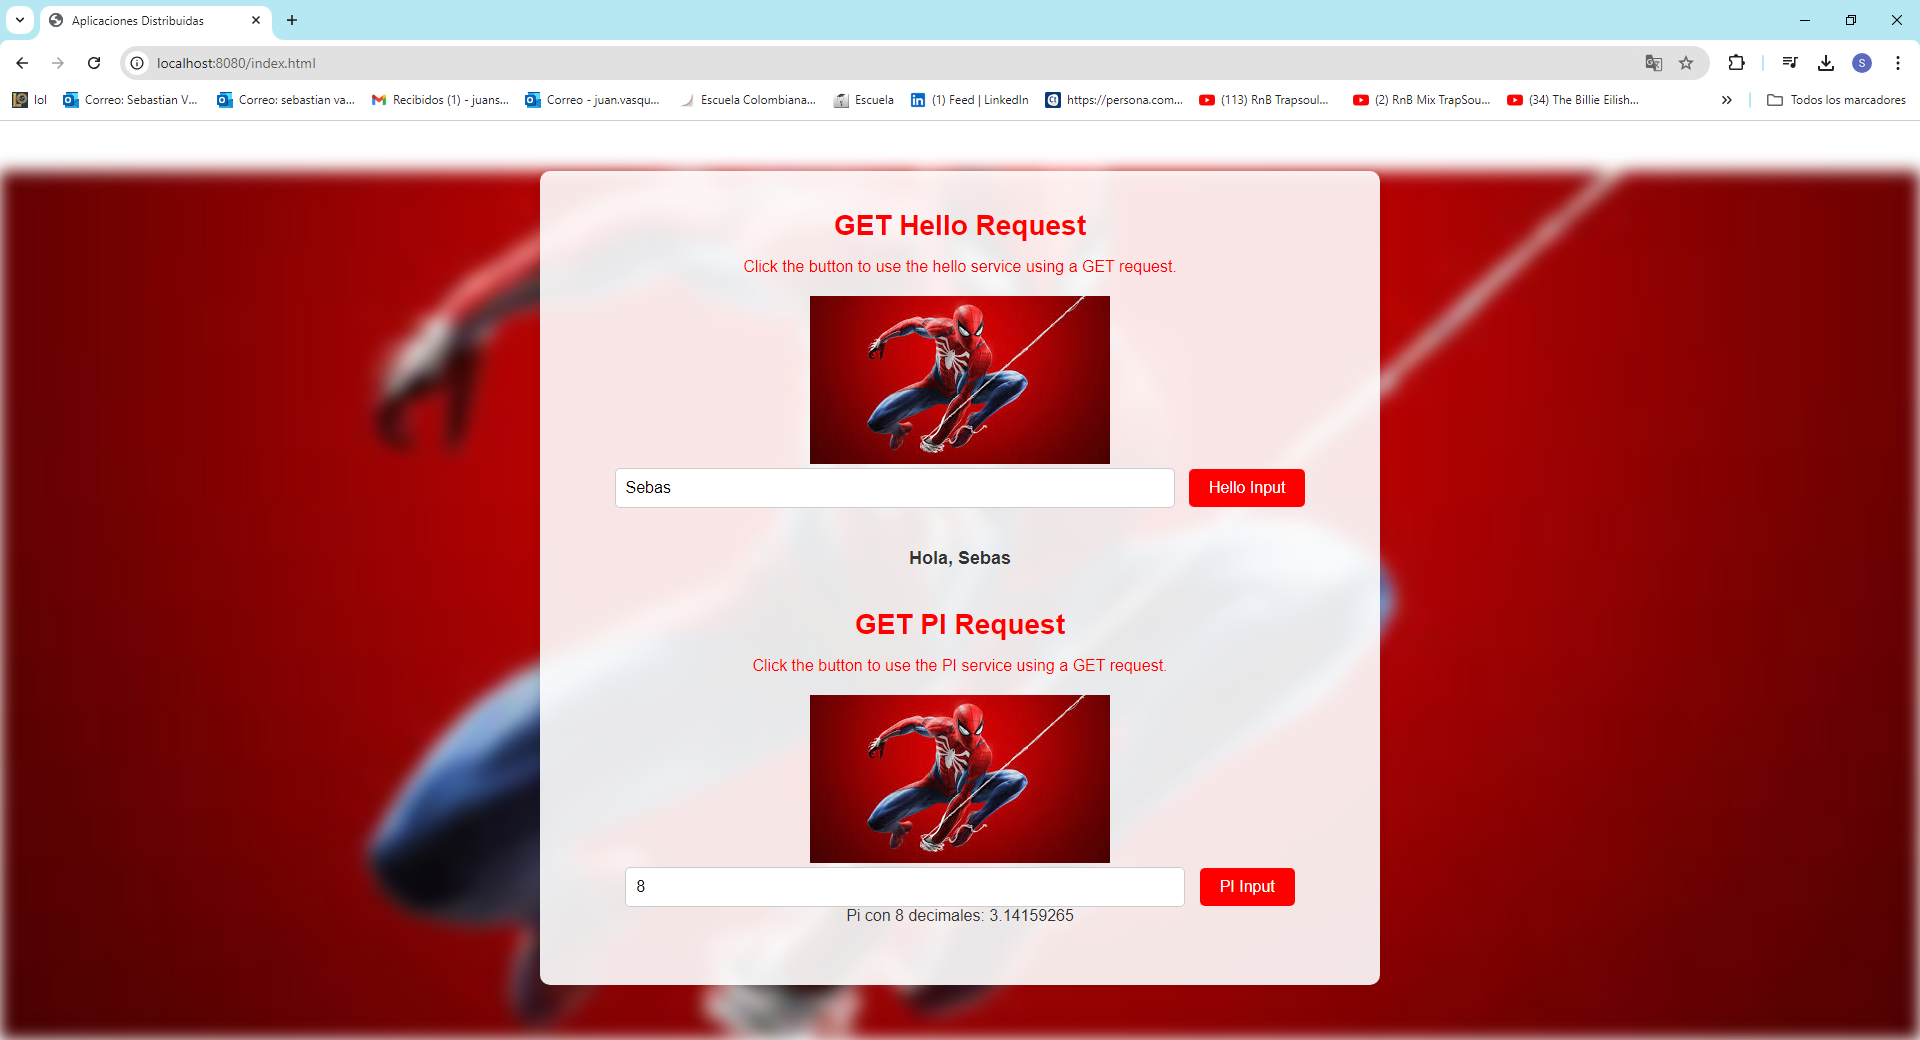 Aplicaciones Distribuidas
localhost:8080/index.html
S
lol
Correo: Sebastian V...
Correo: sebastian va...
Recibidos (1) - juans...
Correo - juan.vasqu...
Escuela Colombiana...
Escuela
(1) Feed | LinkedIn
https://persona.com...
(113) RnB Trapsoul...
(2) RnB Mix TrapSou...
(34) The Billie Eilish...
Todos los marcadores
GET Hello Request
Click the button to use the hello service using a GET request.
Sebas
Hello Input
Hola, Sebas
GET PI Request
Click the button to use the PI service using a GET request.
8
PI Input
Pi con 8 decimales: 3.14159265